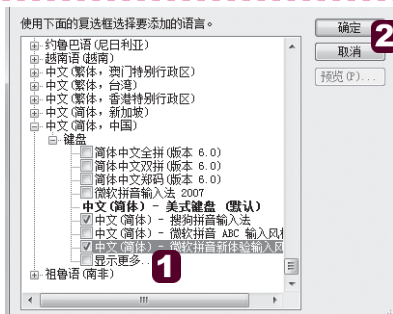 使用下面的复选框选择要添加的语言。
约鲁巴语(尼日利亚)
越南语(越南)
中文(繁体，澳门特别行政区)
中文(繁体，台湾)
中文(繁体，香港特别行政区)
中文(简体，新加坡)
中文(简体，中国)
键盘
简体中文全拼(版本 6.0)
简体中文双拼(版本 6.0)
简体中文郑码(版本 6.0)
微软拼音输入法 2007
中文(简体) - 美式键盘 (默认)
中文(简体) - 搜狗拼音输入法
中文(简体) - 微软拼音 ABC 输入风
中文(简体) - 微软拼音新体验输入风
显示更多...
祖鲁语(南非)
1
确定
2
取消
预览(P)...